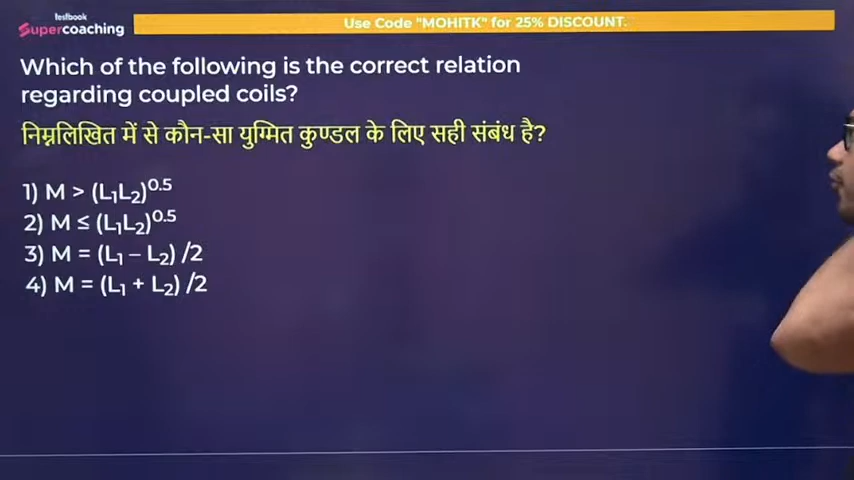 testbook
Supercoaching
Use Code "MOHITK" for 25% DISCOUNT.
Which of the following is the correct relation
regarding coupled coils?
निम्नलिखित में से कौन-सा युग्मित कुण्डल के लिए सही संबंध है?
1) M > (L₁L₂)^0.5
2) M ≤ (L₁L₂)^0.5
3) M = (L₁ – L₂) /2
4) M = (L₁ + L₂) /2